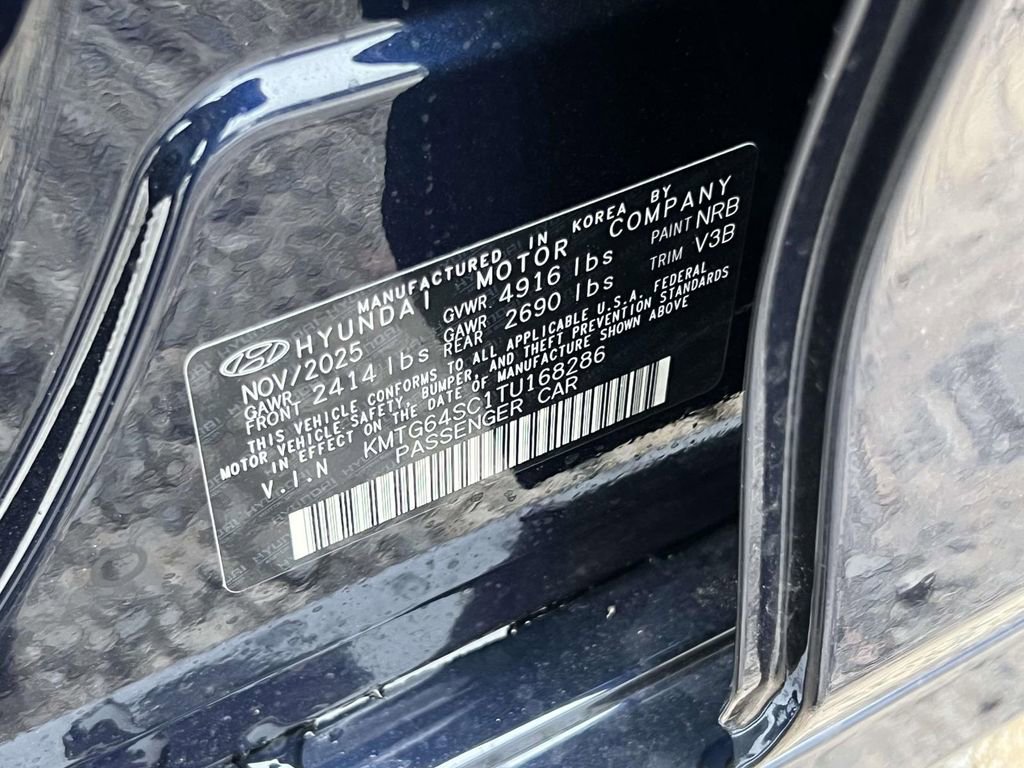 MANUFACTURED IN KOREA BY
HYUNDAI MOTOR COMPANY
NOV/2025 GVWR 4916 lbs PAINT NRB
GAWR FRONT 2414 lbs GAWR REAR 2690 lbs TRIM V3B
THIS VEHICLE CONFORMS TO ALL APPLICABLE U.S.A. FEDERAL
MOTOR VEHICLE SAFETY, BUMPER, AND THEFT PREVENTION STANDARDS
IN EFFECT ON THE DATE OF MANUFACTURE SHOWN ABOVE
V.I.N KMTG64SC1TU168286
PASSENGER CAR